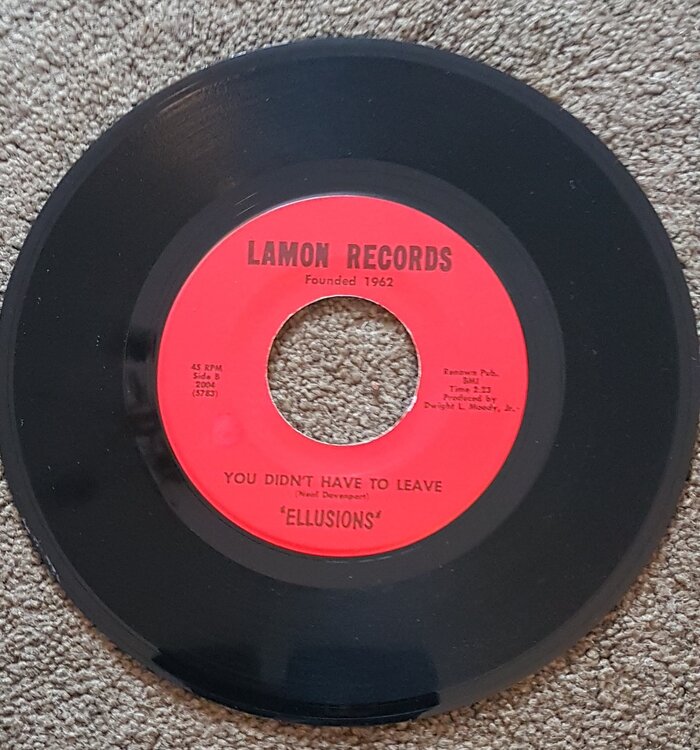 LAMON RECORDS
Founded 1962
45 RPM
Side B
2004
(5783)
Renown Pub.
BMI
Time 2:23
Produced by
Dwight L. Moody, Jr.
YOU DIDN'T HAVE TO LEAVE
(Neal Davenport)
"ELLUSIONS"